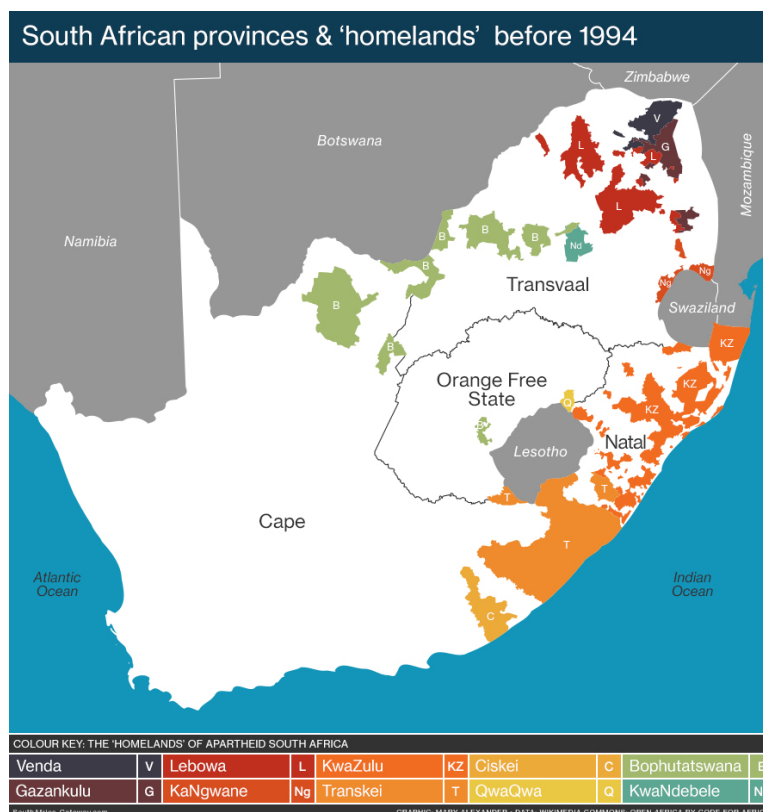 South African provinces & 'homelands' before 1994
Zimbabwe
Botswana
V
L
G
L
Mozambique
Namibia
L
B
B
B
Nd
B
Ng
Ng
Transvaal
B
Swaziland
KZ
B
Orange Free
State
KZ
Q
KZ
B
Natal
Lesotho
T
T
Cape
T
Atlantic
Ocean
Indian
Ocean
C
COLOUR KEY: THE 'HOMELANDS' OF APARTHEID SOUTH AFRICA
Venda V Lebowa L KwaZulu KZ Ciskei C Bophutatswana B
Gazankulu G KaNgwane Ng Transkei T QwaQwa Q KwaNdebele N